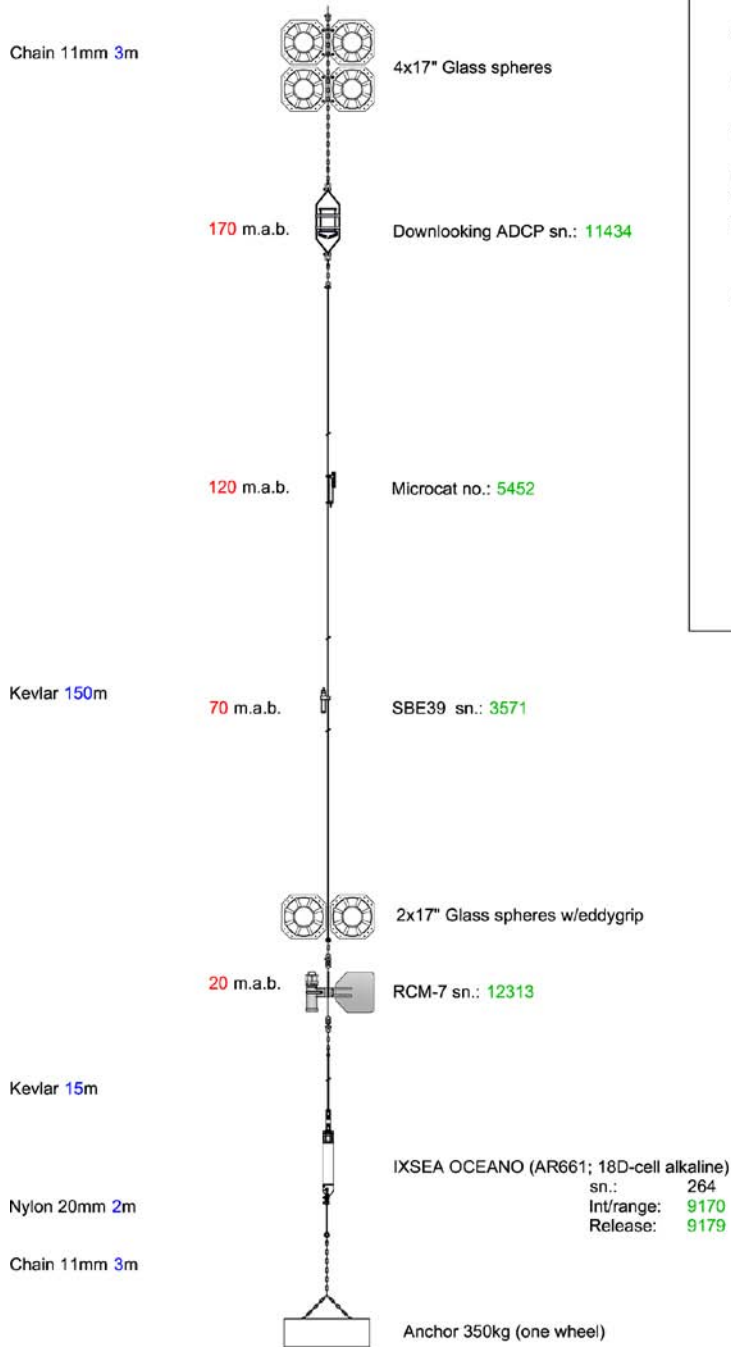 Chain 11mm 3m
4x17" Glass spheres
170 m.a.b.
Downlooking ADCP sn.: 11434
120 m.a.b.
Microcat no.: 5452
Kevlar 150m
70 m.a.b.
SBE39 sn.: 3571
2x17" Glass spheres w/eddygrip
20 m.a.b.
RCM-7 sn.: 12313
Kevlar 15m
IXSEA OCEANO (AR661; 18D-cell alkaline)
sn.: 264
Int/range: 9170
Nylon 20mm 2m
Release: 9179
Chain 11mm 3m
Anchor 350kg (one wheel)